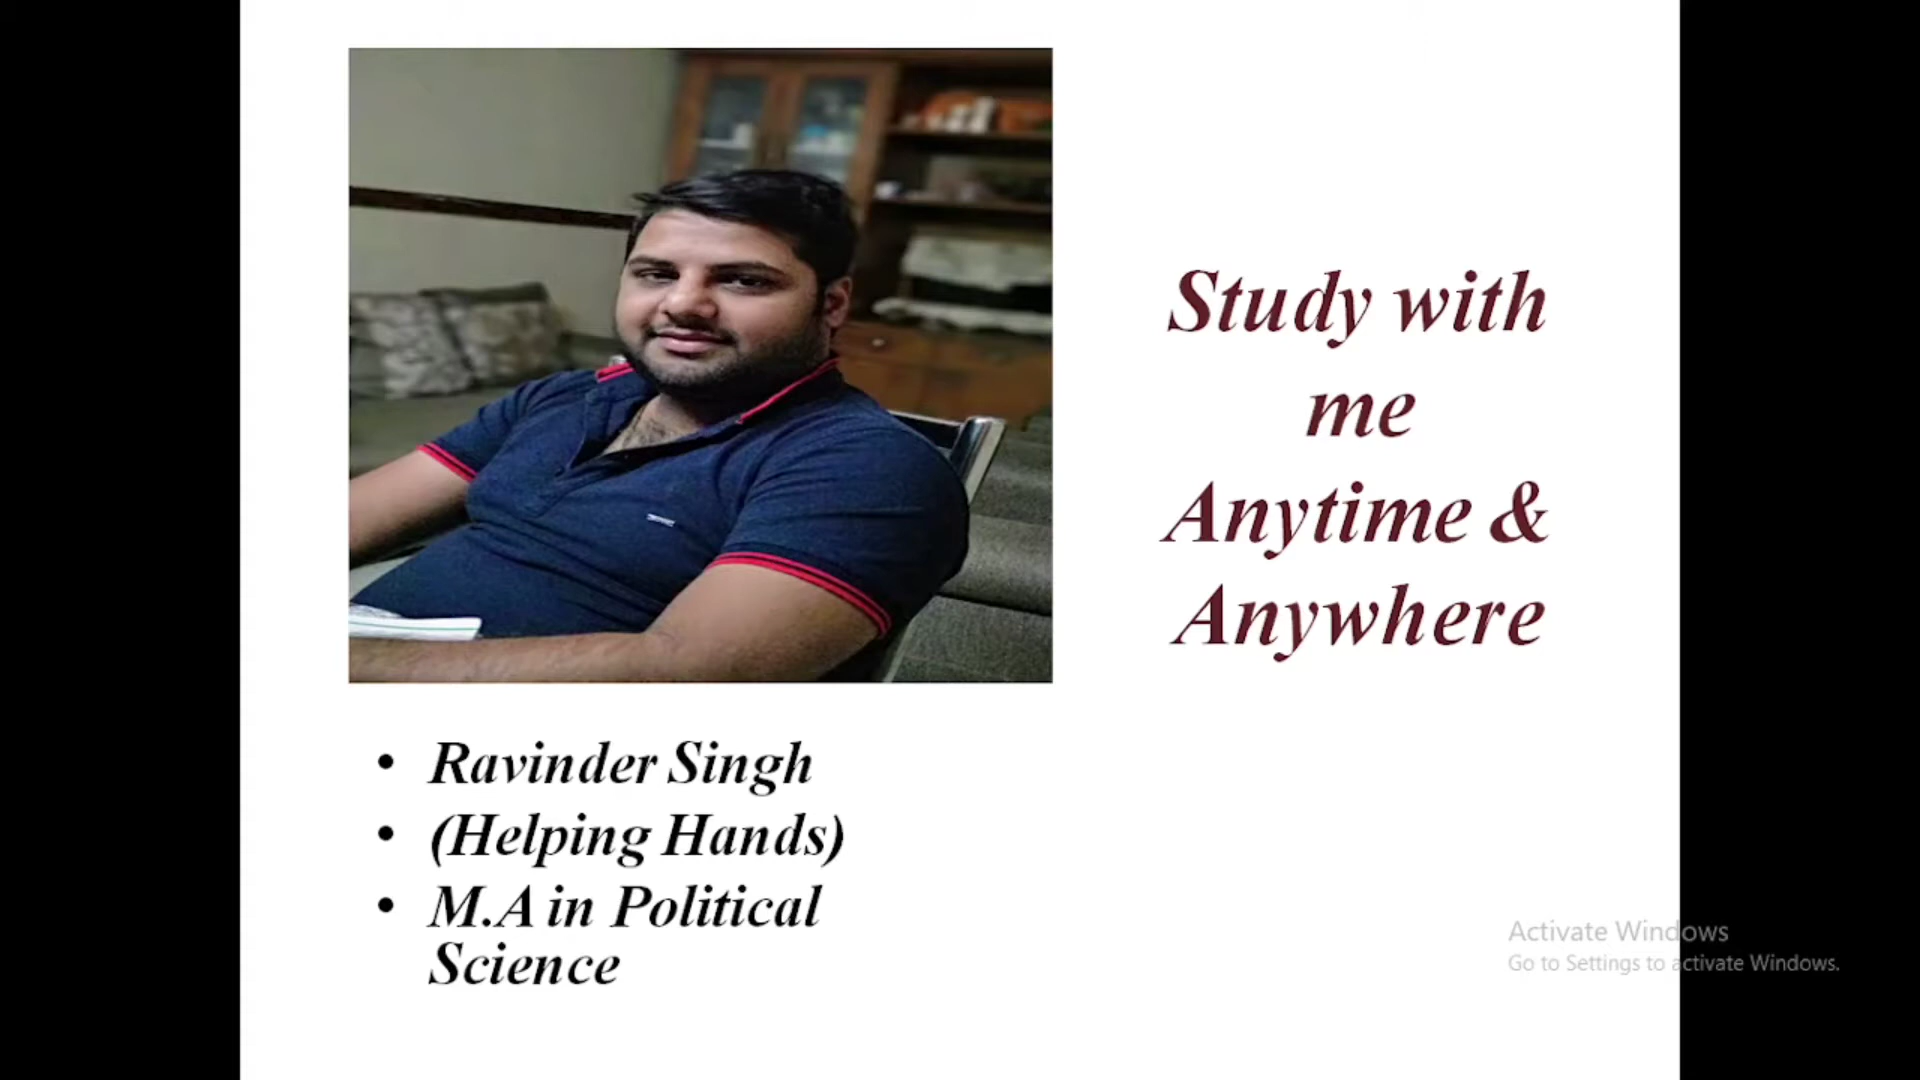 Study with
me
Anytime &
Anywhere
• Ravinder Singh
• (Helping Hands)
• M.A in Political
Science
Activate Windows
Go to Settings to activate Windows.